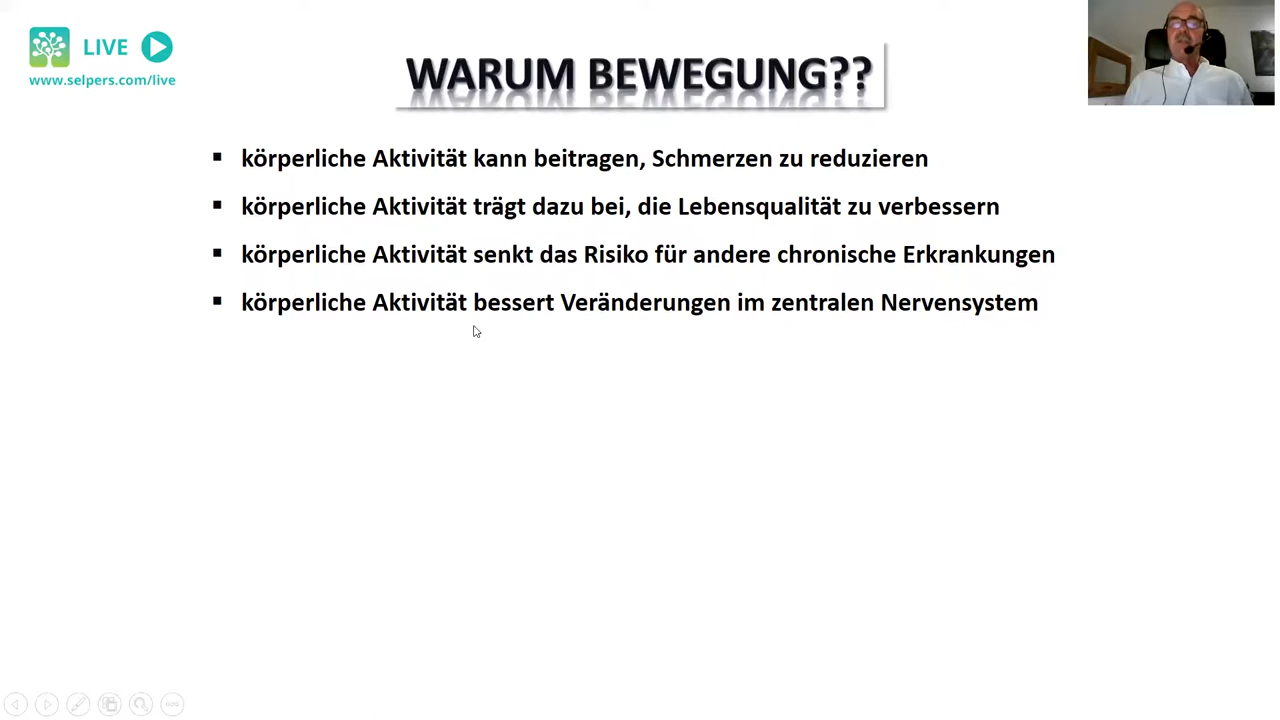 LIVE
www.selpers.com/live
WARUM BEWEGUNG??
▪ körperliche Aktivität kann beitragen, Schmerzen zu reduzieren
▪ körperliche Aktivität trägt dazu bei, die Lebensqualität zu verbessern
▪ körperliche Aktivität senkt das Risiko für andere chronische Erkrankungen
▪ körperliche Aktivität bessert Veränderungen im zentralen Nervensystem